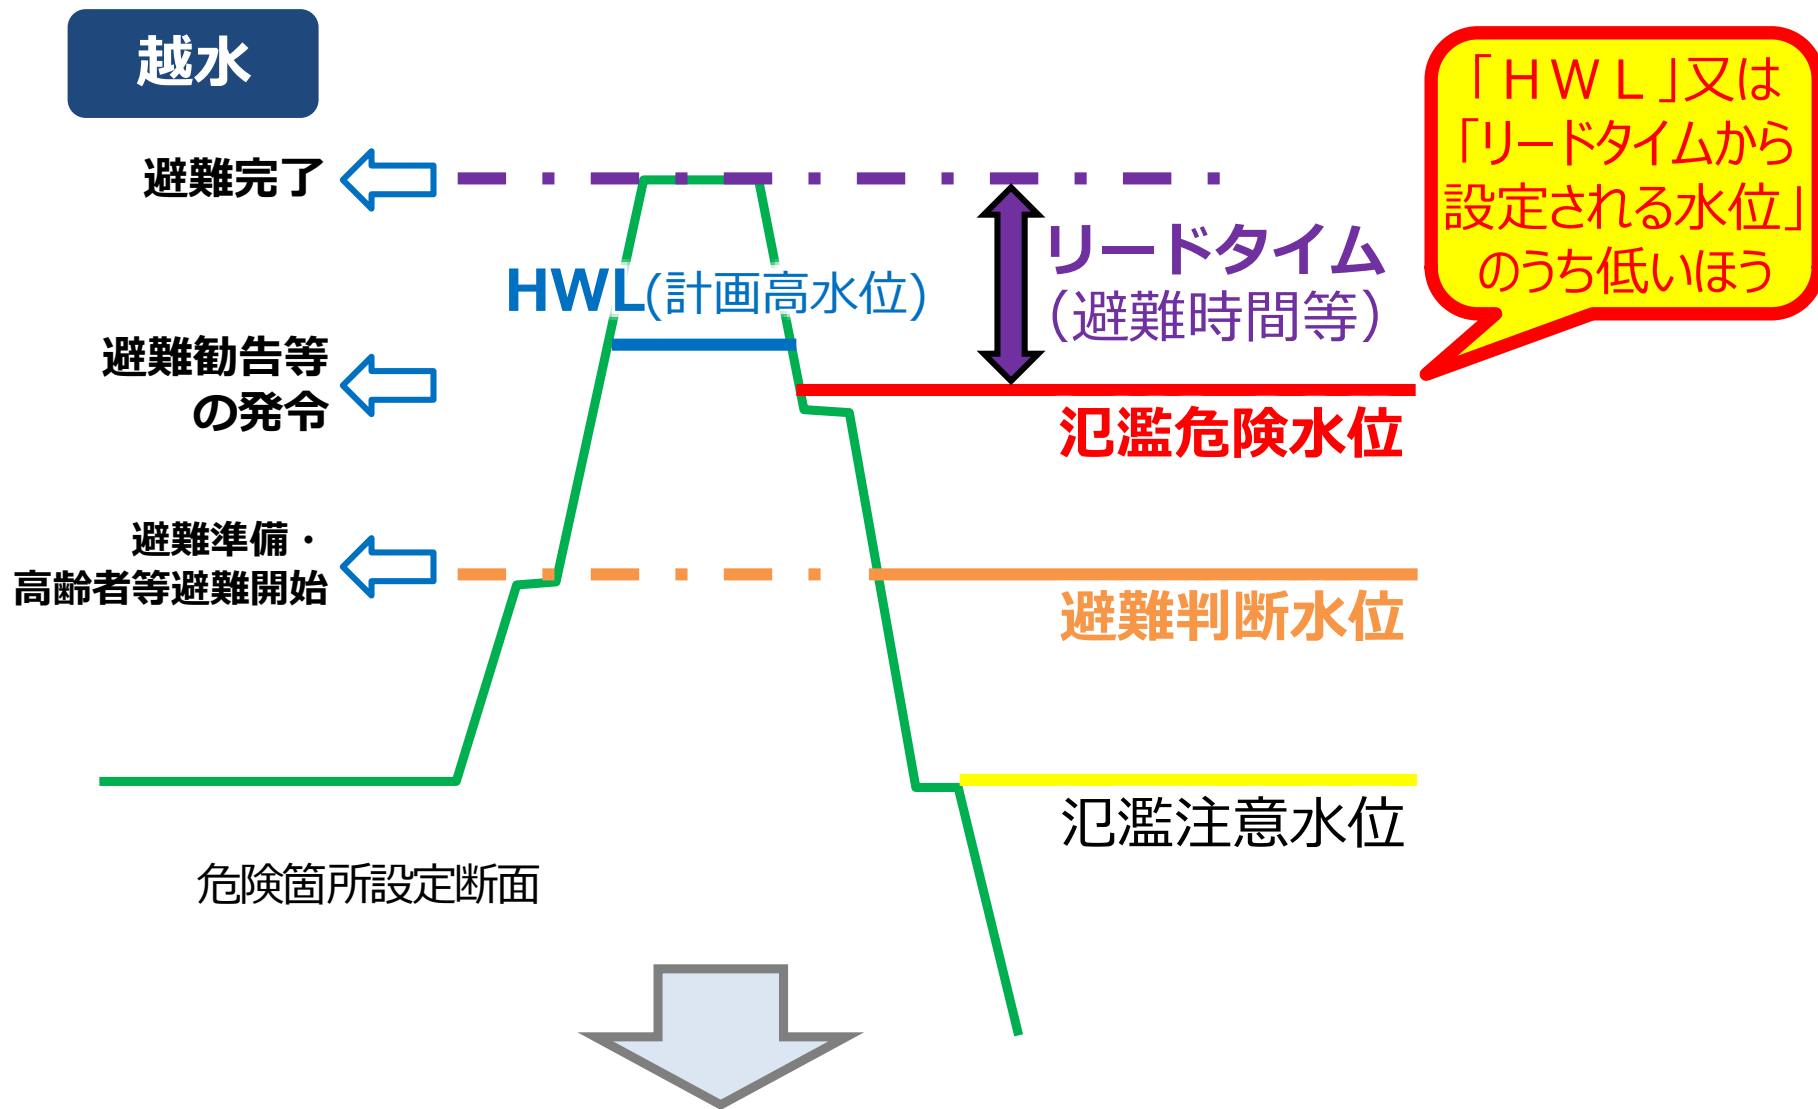 越水
「ＨＷＬ」又は
「リードタイムから
設定される水位」
のうち低いほう
避難完了
リードタイム
（避難時間等）
HWL(計画高水位)
避難勧告等
の発令
氾濫危険水位
避難準備・
高齢者等避難開始
避難判断水位
氾濫注意水位
危険箇所設定断面